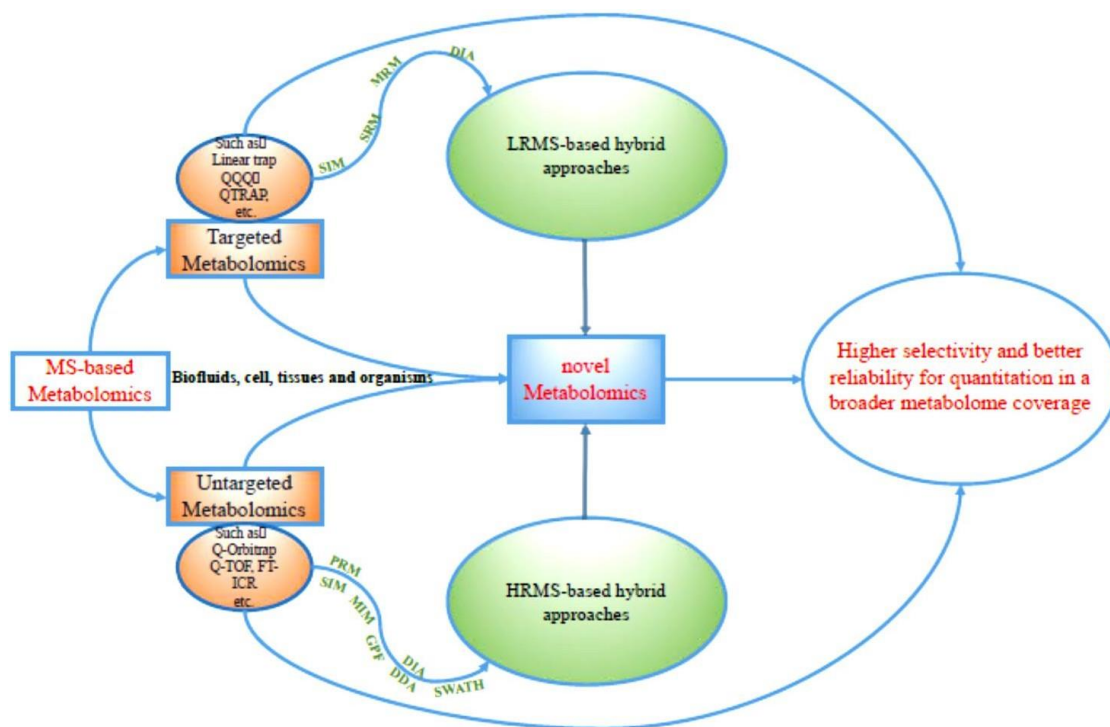 DIA
MRM
SRM
SIM
Such as□
Linear trap
QQQ□
QTRAP,
etc.
Targeted
Metabolomics
LRMS-based hybrid
approaches
MS-based
Metabolomics
Biofluids, cell, tissues and organisms
novel
Metabolomics
Higher selectivity and better
reliability for quantitation in a
broader metabolome coverage
Untargeted
Metabolomics
Such as□
Q-Orbitrap
Q-TOF, FT-
ICR
etc.
PRM
SIM
MIM
GPF
DIA
DDA
SWATH
HRMS-based hybrid
approaches